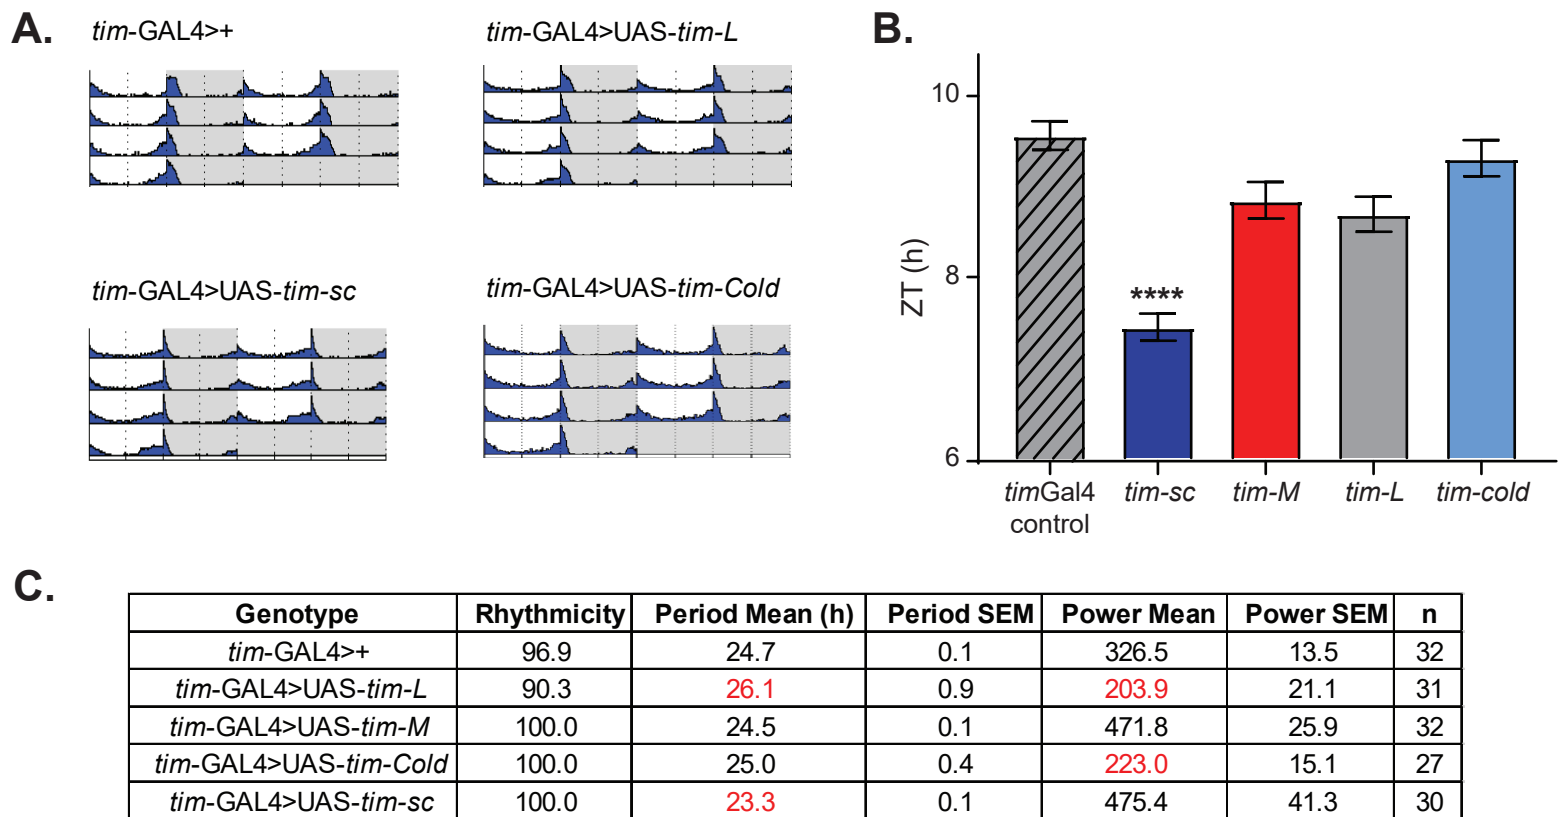 A.
tim-GAL4>+
tim-GAL4>UAS-tim-L
tim-GAL4>UAS-tim-sc
tim-GAL4>UAS-tim-Cold
B.
ZT (h)
10
8
6
****
timGal4 control
tim-sc
tim-M
tim-L
tim-cold
C.
Genotype Rhythmicity Period Mean (h) Period SEM Power Mean Power SEM n
tim-GAL4>+ 96.9 24.7 0.1 326.5 13.5 32
tim-GAL4>UAS-tim-L 90.3 26.1 0.9 203.9 21.1 31
tim-GAL4>UAS-tim-M 100.0 24.5 0.1 471.8 25.9 32
tim-GAL4>UAS-tim-Cold 100.0 25.0 0.4 223.0 15.1 27
tim-GAL4>UAS-tim-sc 100.0 23.3 0.1 475.4 41.3 30